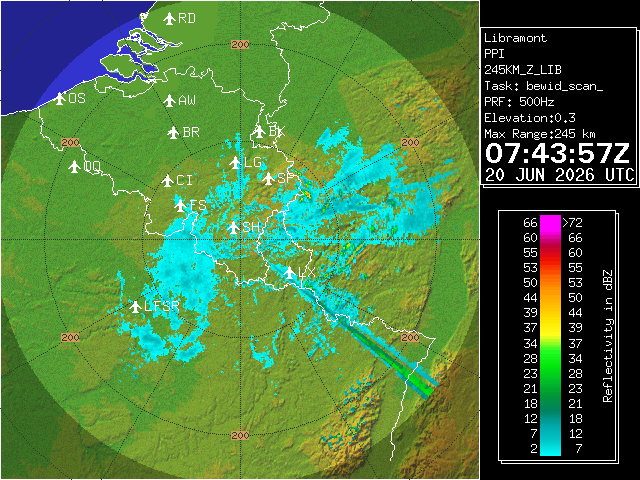 Libramont
PPI
245KM_Z_LIB
Task: bewid_scan_
PRF: 500Hz
Elevation:0.3
Max Range:245 km
07:43:57Z
20 JUN 2026 UTC
RD
200
OS
AW
BR
BK
200
200
OO
LG
CI
SP
FS
SH
LX
LFSR
200
200
200
66 >72
60 66
55 60
53 55
50 53
44 50
39 44
37 39
34 37
28 34
23 28
21 23
18 21
12 18
7 12
2 7
Reflectivity in dBZ